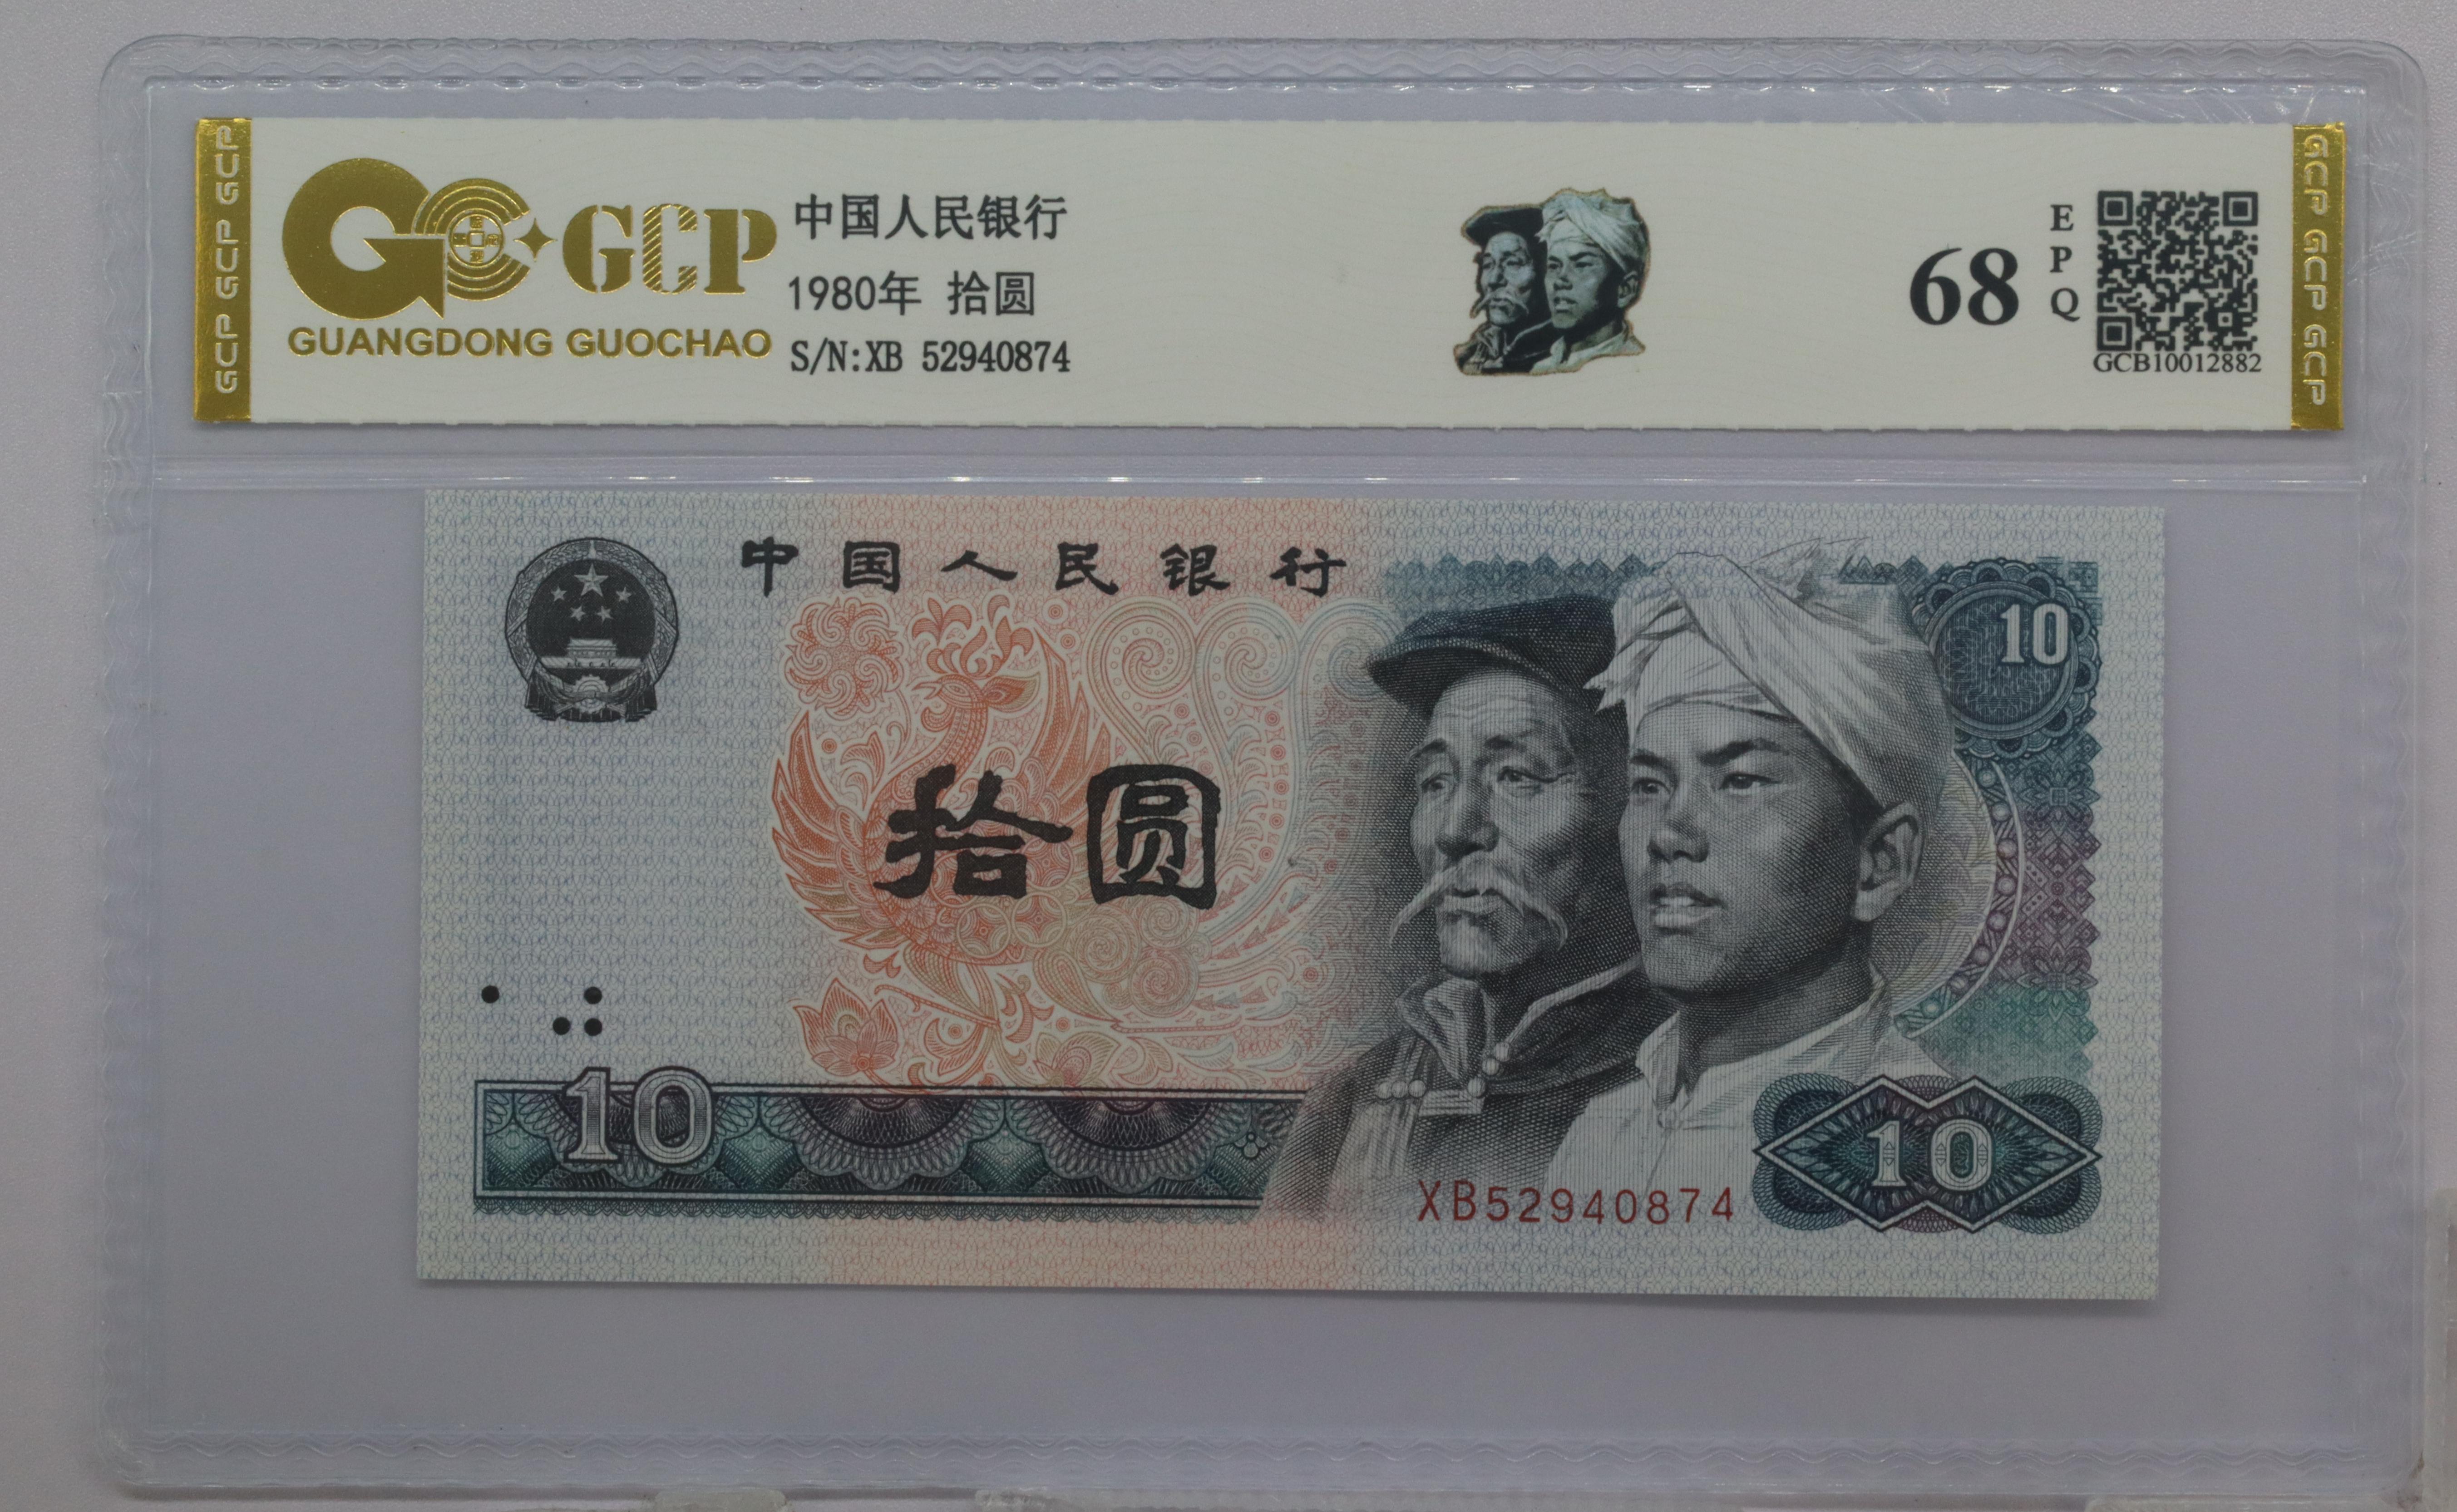 GCP GCP GCP
GCP
GUANGDONG GUOCHAO
中国人民银行
1980年 拾圆
S/N:XB 52940874
68
EPQ
GCB10012882
GCP GCP GCP
中国人民银行
10
拾圆
10
XB52940874
10